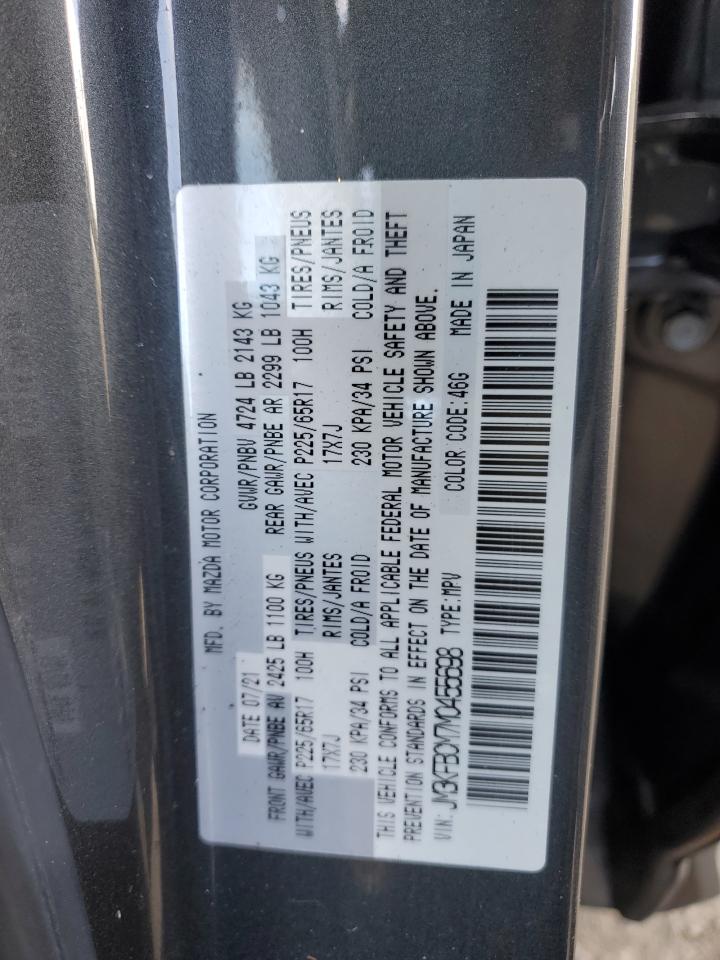 MFD. BY MAZDA MOTOR CORPORATION
DATE 07/21 GVWR/PNBV 4724 LB 2143 KG
FRONT GAWR/PNBE AV 2425 LB 1100 KG REAR GAWR/PNBE AR 2299 LB 1043 KG
WITH/AVEC P225/65R17 100H TIRES/PNEUS WITH/AVEC P225/65R17 100H TIRES/PNEUS
17X7J RIMS/JANTES 17X7J RIMS/JANTES
230 KPA/34 PSI COLD/A FROID 230 KPA/34 PSI COLD/A FROID
THIS VEHICLE CONFORMS TO ALL APPLICABLE FEDERAL MOTOR VEHICLE SAFETY AND THEFT
PREVENTION STANDARDS IN EFFECT ON THE DATE OF MANUFACTURE SHOWN ABOVE.
VIN: JM3KFBCM7M0455698 TYPE:MPV COLOR CODE:46G MADE IN JAPAN